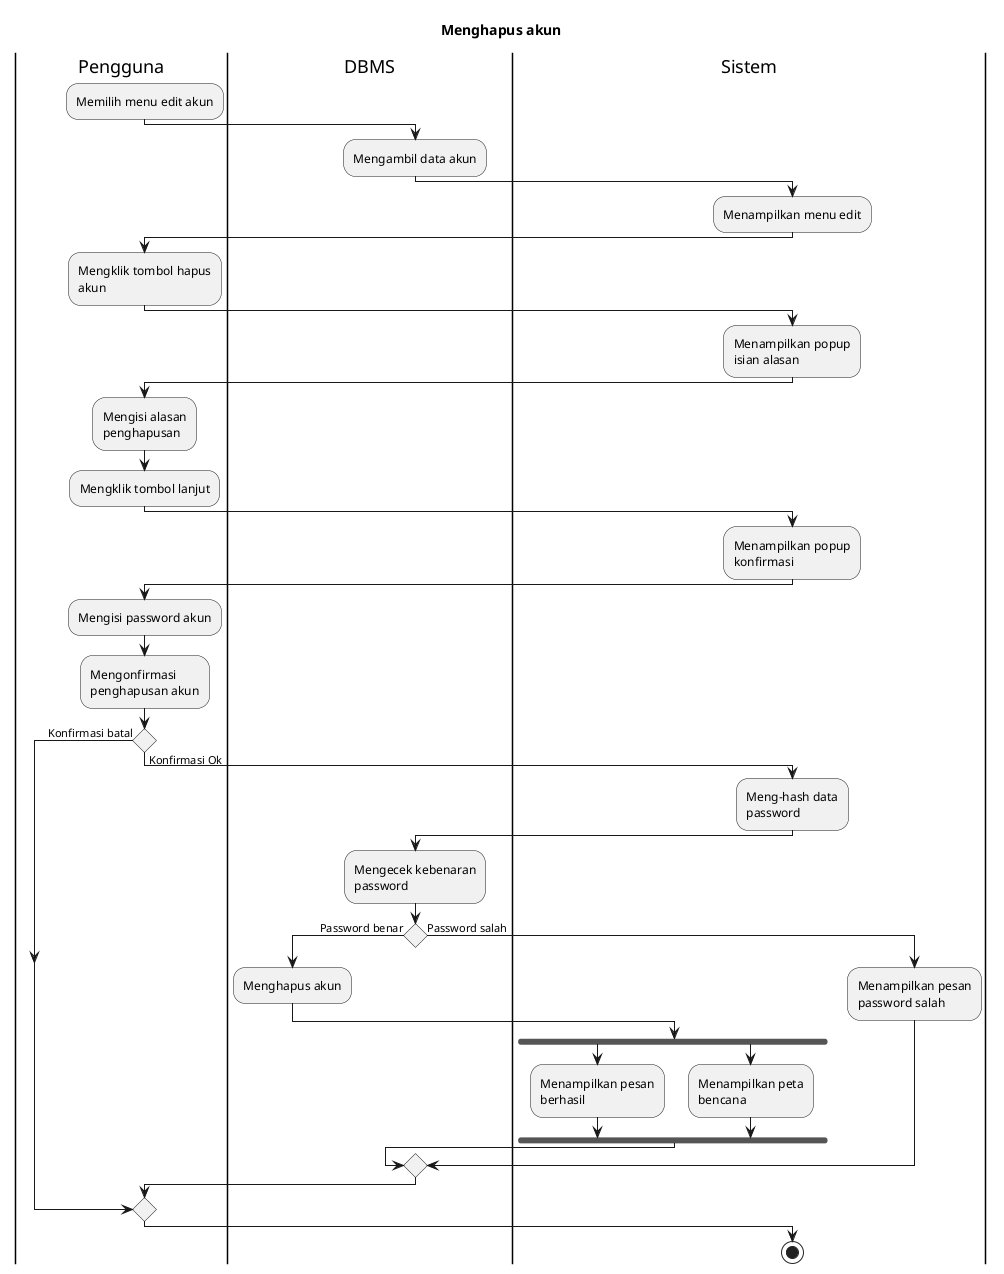 Menghapus akun
Pengguna
DBMS
Sistem
Memilih menu edit akun
Mengambil data akun
Menampilkan menu edit
Mengklik tombol hapus
akun
Menampilkan popup
isian alasan
Mengisi alasan
penghapusan
Mengklik tombol lanjut
Menampilkan popup
konfirmasi
Mengisi password akun
Mengonfirmasi
penghapusan akun
Konfirmasi batal
Konfirmasi Ok
Meng-hash data
password
Mengecek kebenaran
password
Password benar
Password salah
Menghapus akun
Menampilkan pesan
password salah
Menampilkan pesan
berhasil
Menampilkan peta
bencana